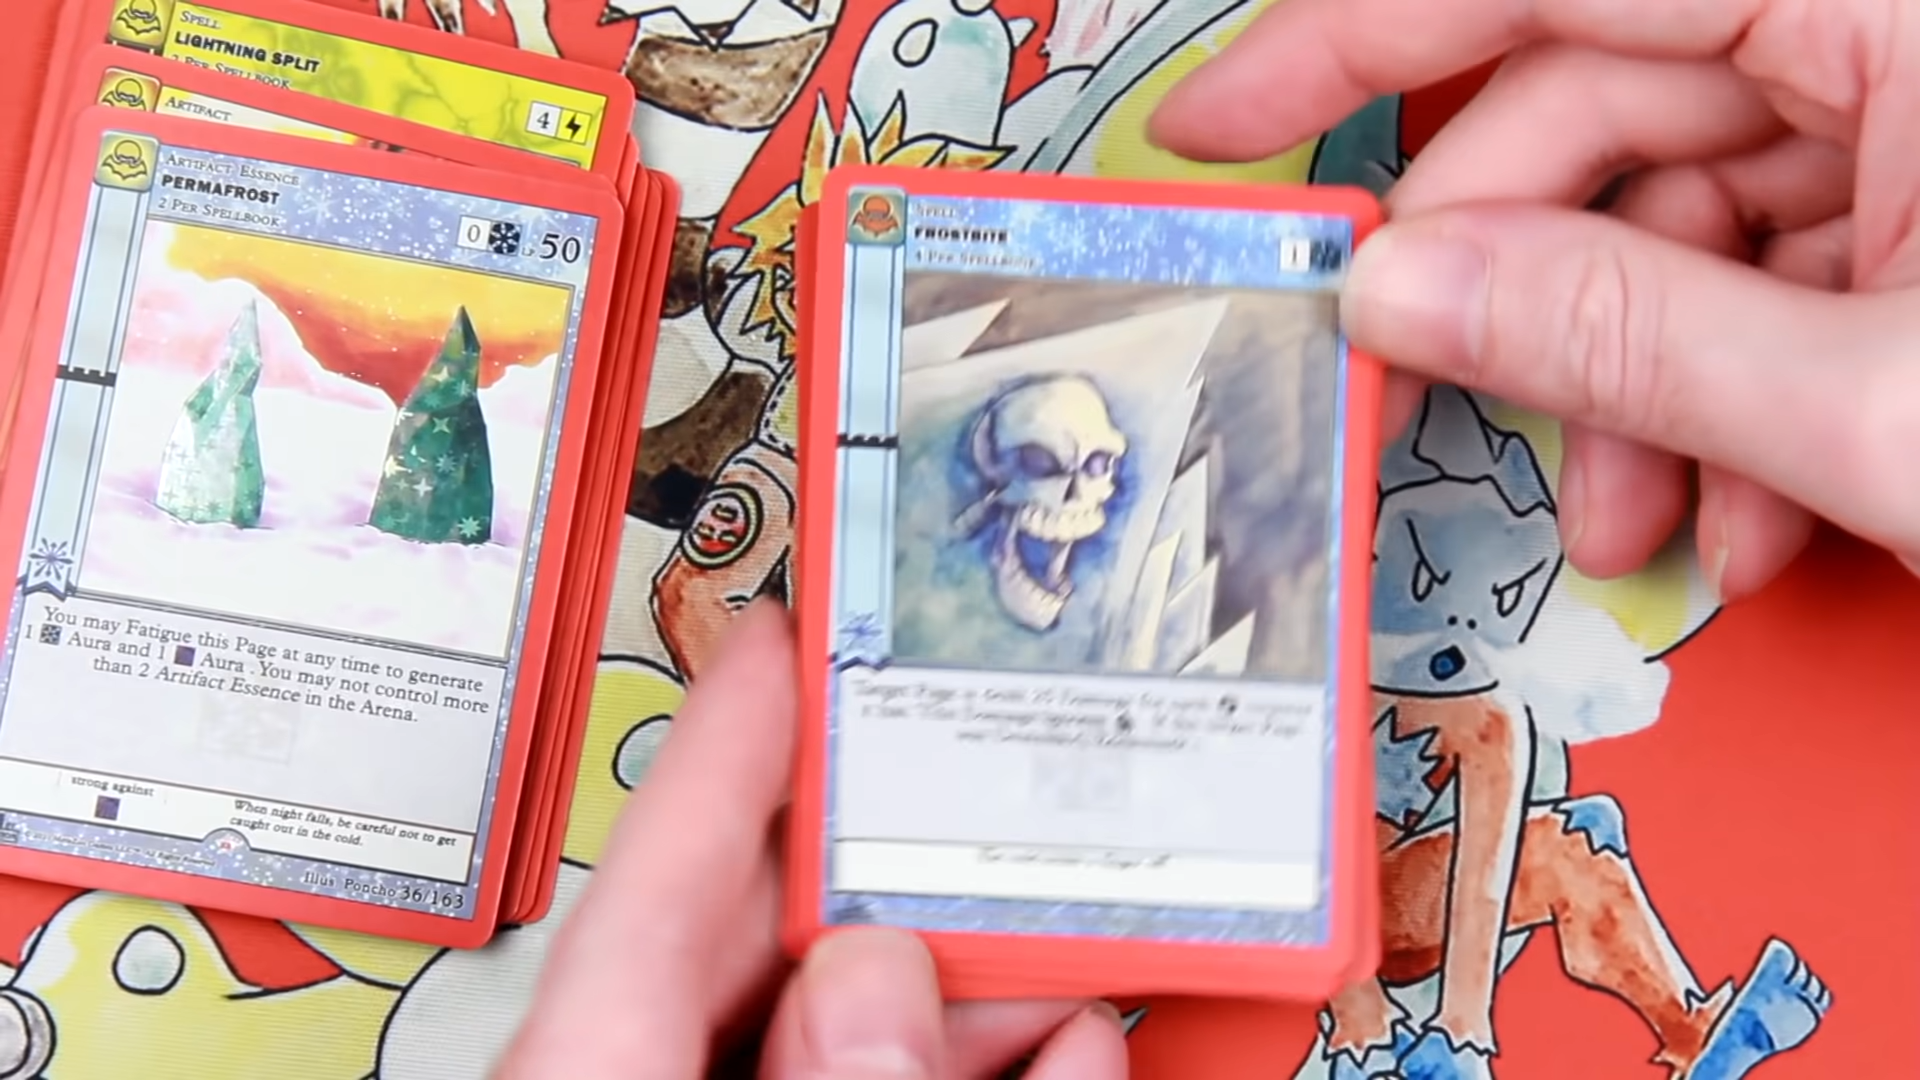 SPELL
LIGHTNING SPLIT
2 PER SPELLBOOK
4
ARTIFACT
ARTIFACT ESSENCE
PERMAFROST
2 PER SPELLBOOK
0 LP 50
You may Fatigue this Page at any time to generate
1 Aura and 1 Aura. You may not control more
than 2 Artifact Essence in the Arena.
strong against
When night falls, be careful not to get
caught out in the cold.
Illus Poncho 36/163
SPELL
FROSTBITE
4 PER SPELLBOOK
1